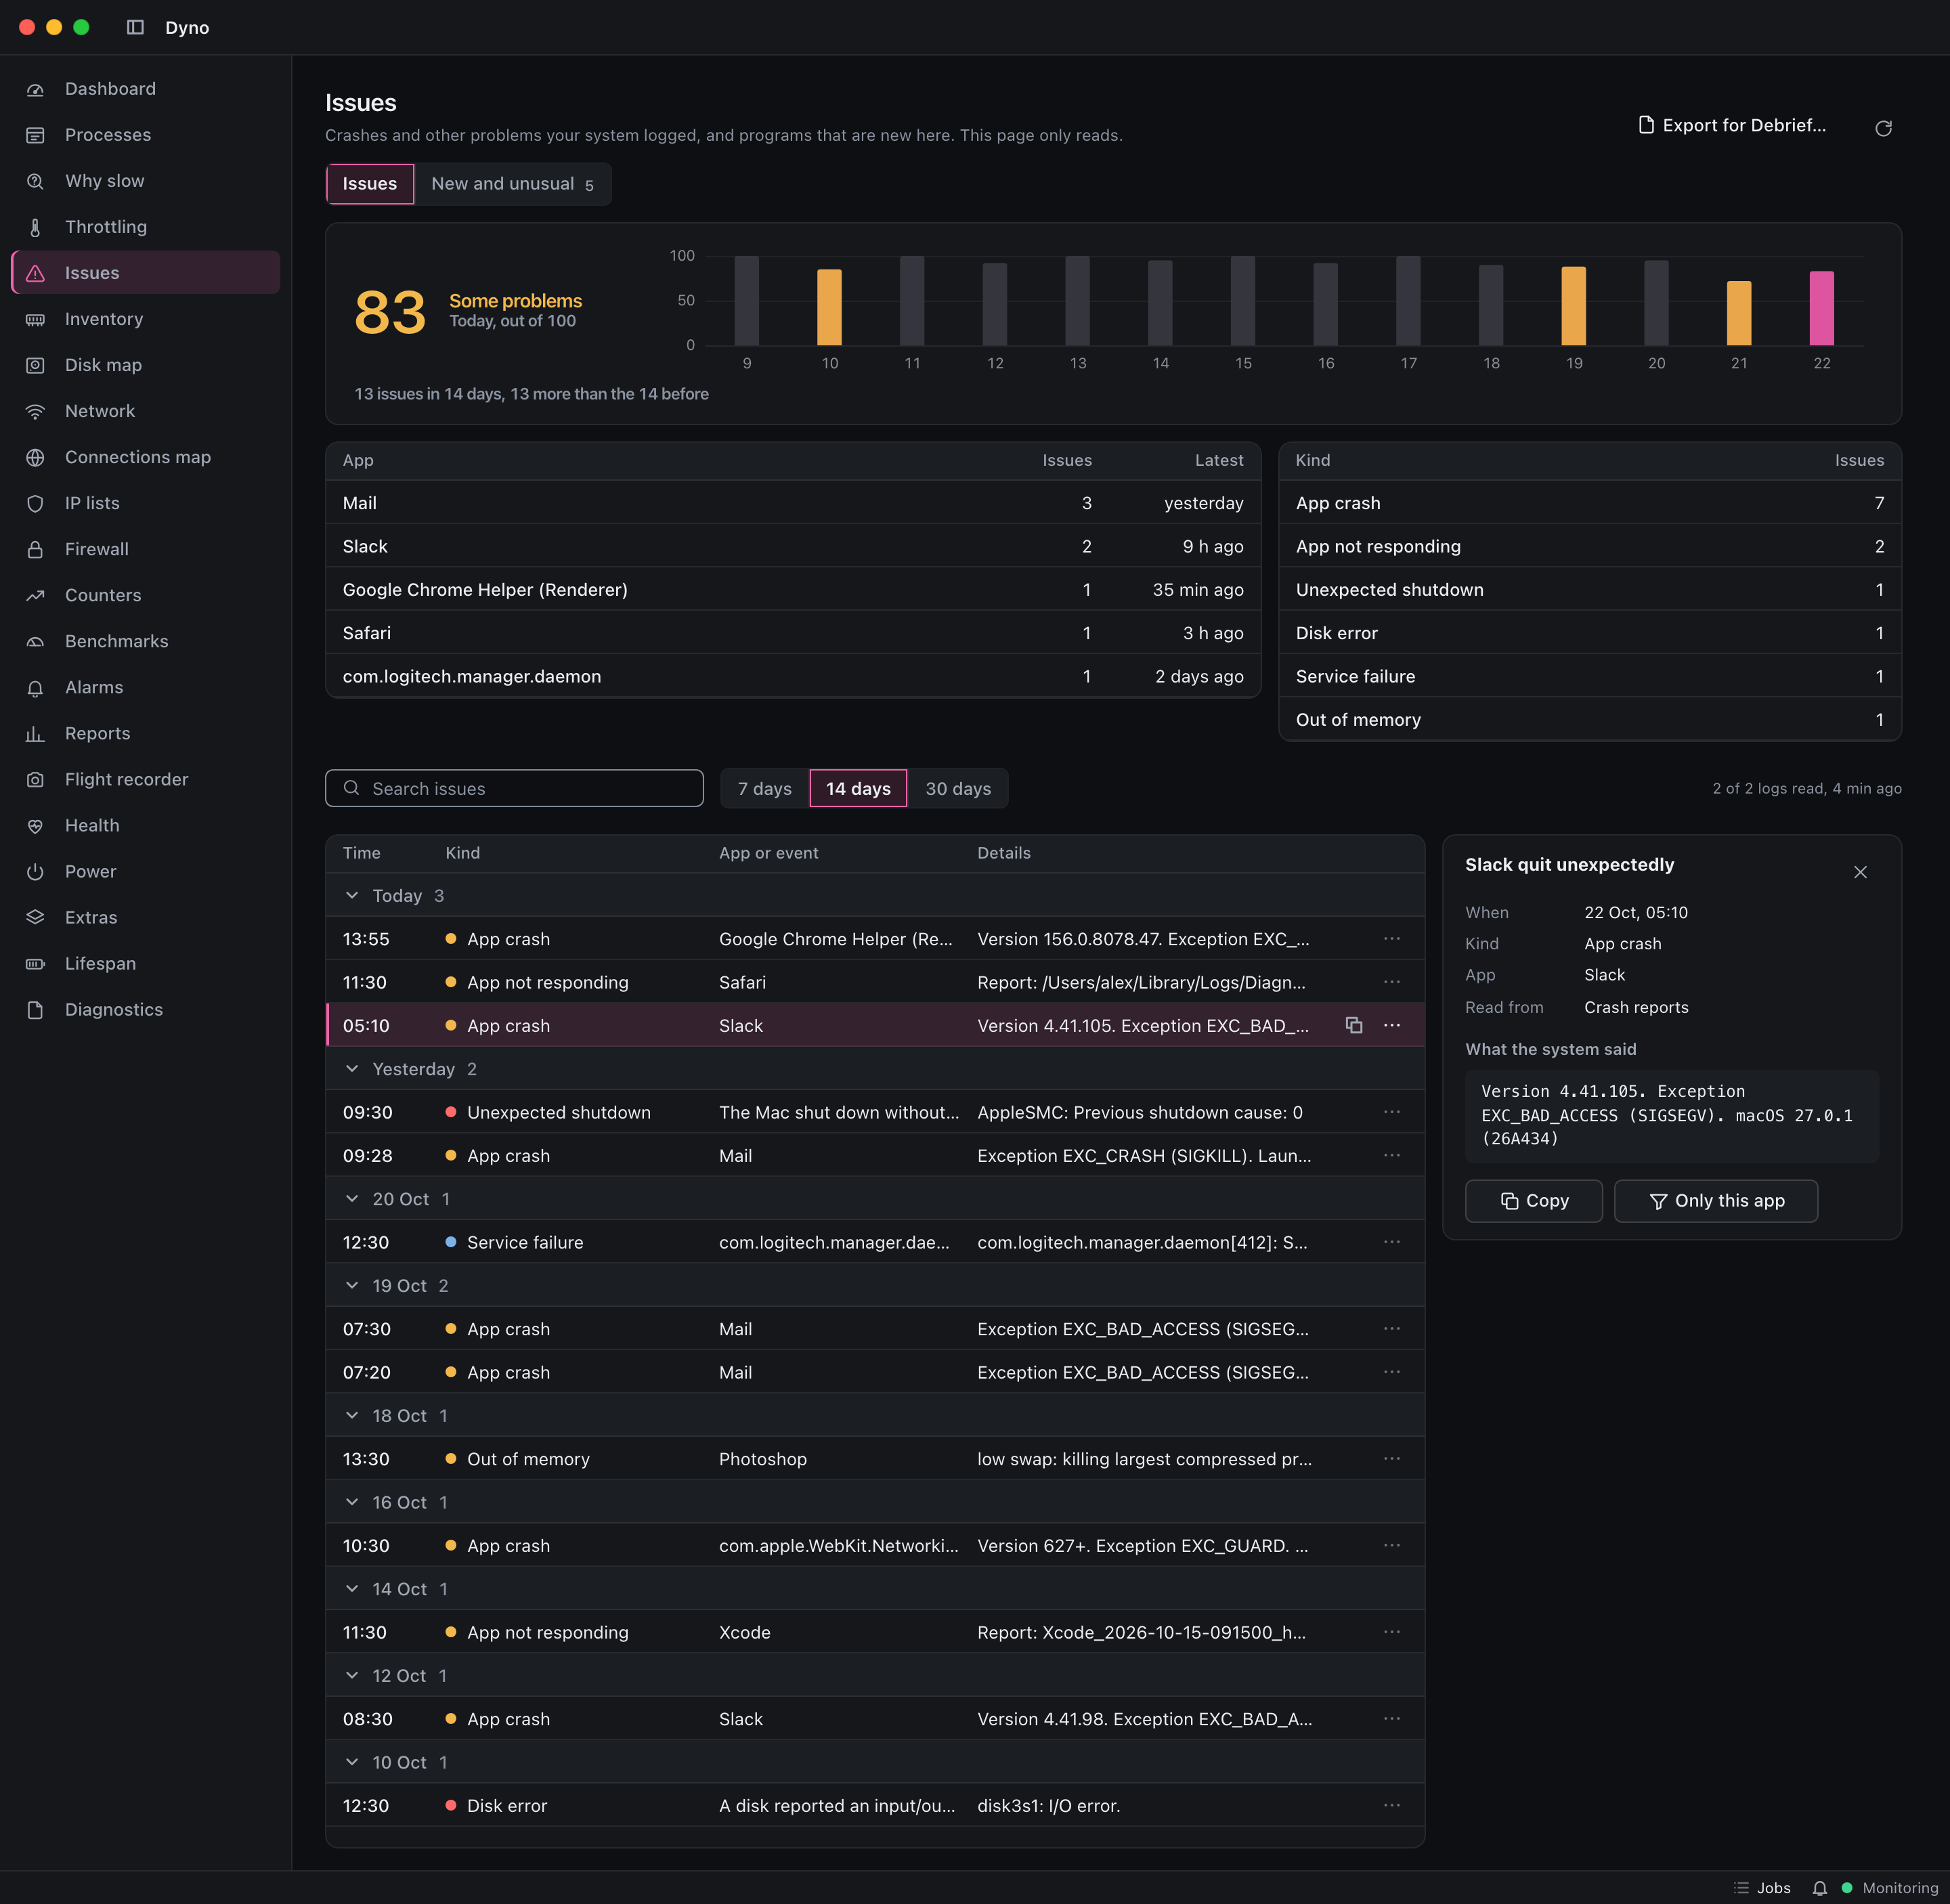 Dyno
Dashboard
Processes
Why slow
Throttling
Issues
Inventory
Disk map
Network
Connections map
IP lists
Firewall
Counters
Benchmarks
Alarms
Reports
Flight recorder
Health
Power
Extras
Lifespan
Diagnostics
Issues
Crashes and other problems your system logged, and programs that are new here. This page only reads.
Export for Debrief...
Issues
New and unusual 5
83
Some problems
Today, out of 100
100
50
0
9 10 11 12 13 14 15 16 17 18 19 20 21 22
13 issues in 14 days, 13 more than the 14 before
App Issues Latest
Mail 3 yesterday
Slack 2 9 h ago
Google Chrome Helper (Renderer) 1 35 min ago
Safari 1 3 h ago
com.logitech.manager.daemon 1 2 days ago
Kind Issues
App crash 7
App not responding 2
Unexpected shutdown 1
Disk error 1
Service failure 1
Out of memory 1
Search issues
7 days 14 days 30 days
2 of 2 logs read, 4 min ago
Time Kind App or event Details
Today 3
13:55 App crash Google Chrome Helper (Re... Version 156.0.8078.47. Exception EXC_...
11:30 App not responding Safari Report: /Users/alex/Library/Logs/Diagn...
05:10 App crash Slack Version 4.41.105. Exception EXC_BAD_...
Yesterday 2
09:30 Unexpected shutdown The Mac shut down without... AppleSMC: Previous shutdown cause: 0
09:28 App crash Mail Exception EXC_CRASH (SIGKILL). Laun...
20 Oct 1
12:30 Service failure com.logitech.manager.dae... com.logitech.manager.daemon[412]: S...
19 Oct 2
07:30 App crash Mail Exception EXC_BAD_ACCESS (SIGSEG...
07:20 App crash Mail Exception EXC_BAD_ACCESS (SIGSEG...
18 Oct 1
13:30 Out of memory Photoshop low swap: killing largest compressed pr...
16 Oct 1
10:30 App crash com.apple.WebKit.Networki... Version 627+. Exception EXC_GUARD. ...
14 Oct 1
11:30 App not responding Xcode Report: Xcode_2026-10-15-091500_h...
12 Oct 1
08:30 App crash Slack Version 4.41.98. Exception EXC_BAD_A...
10 Oct 1
12:30 Disk error A disk reported an input/ou... disk3s1: I/O error.
Slack quit unexpectedly
When 22 Oct, 05:10
Kind App crash
App Slack
Read from Crash reports
What the system said
Version 4.41.105. Exception
EXC_BAD_ACCESS (SIGSEGV). macOS 27.0.1
(26A434)
Copy
Only this app
Jobs
Monitoring